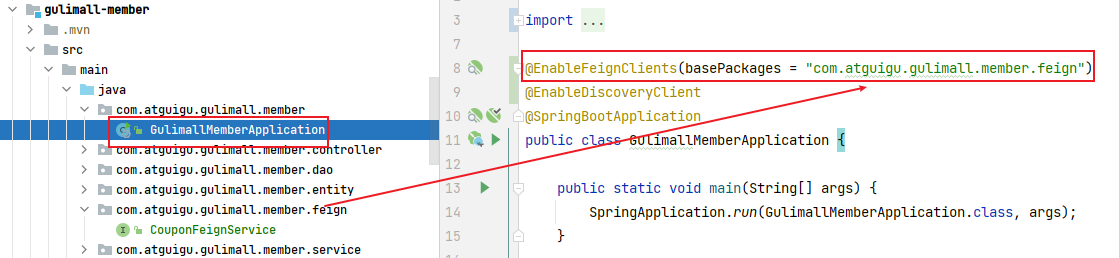 gulimall-member
.mvn
src
main
java
com.atguigu.gulimall.member
GulimallMemberApplication
com.atguigu.gulimall.member.controller
com.atguigu.gulimall.member.dao
com.atguigu.gulimall.member.entity
com.atguigu.gulimall.member.feign
CouponFeignService
com.atguigu.gulimall.member.service
3 import ...
7
8 @EnableFeignClients(basePackages = "com.atguigu.gulimall.member.feign")
9 @EnableDiscoveryClient
10 @SpringBootApplication
11 public class GulimallMemberApplication {
12
13 public static void main(String[] args) {
14 SpringApplication.run(GulimallMemberApplication.class, args);
15 }